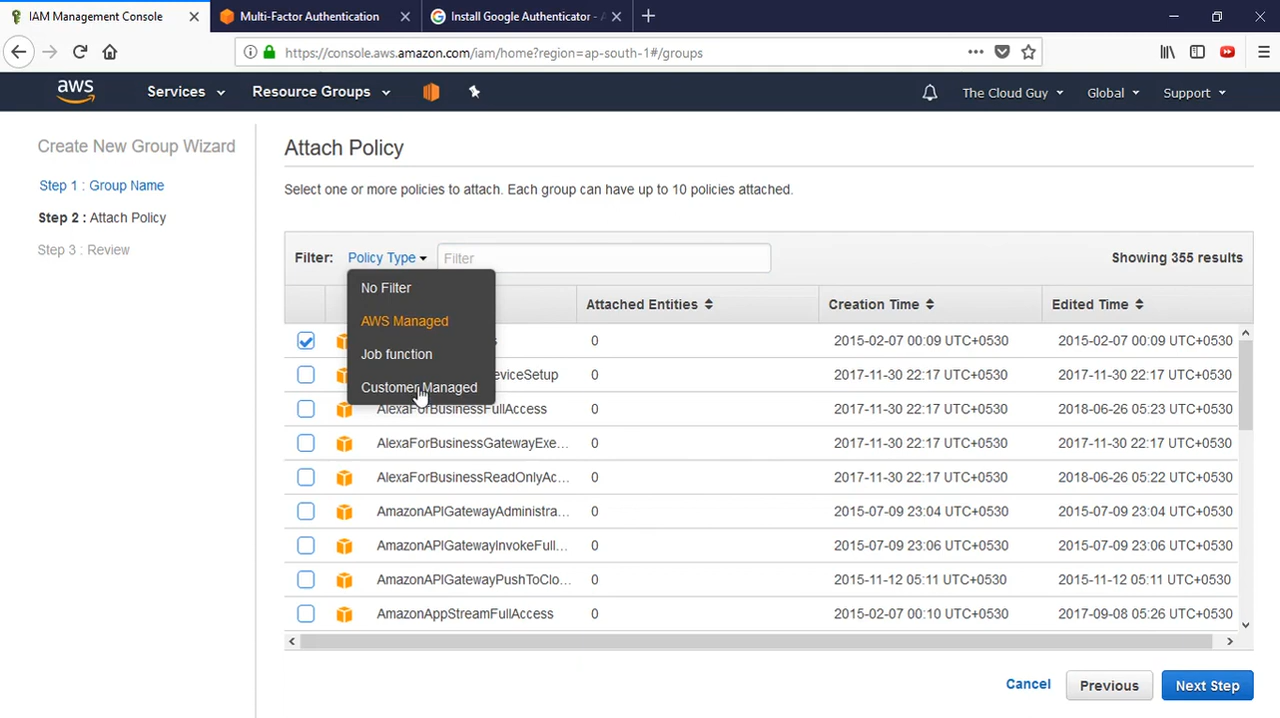 IAM Management Console
Multi-Factor Authentication
Install Google Authenticator - A
https://console.aws.amazon.com/iam/home?region=ap-south-1#/groups
aws
Services
Resource Groups
The Cloud Guy
Global
Support
Create New Group Wizard
Step 1 : Group Name
Step 2 : Attach Policy
Step 3 : Review
Attach Policy
Select one or more policies to attach. Each group can have up to 10 policies attached.
Filter: Policy Type Filter Showing 355 results
No Filter
AWS Managed
Job function
Customer Managed
Attached Entities Creation Time Edited Time
0 2015-02-07 00:09 UTC+0530 2015-02-07 00:09 UTC+0530
eviceSetup 0 2017-11-30 22:17 UTC+0530 2017-11-30 22:17 UTC+0530
AlexaForBusinessFullAccess 0 2017-11-30 22:17 UTC+0530 2018-06-26 05:23 UTC+0530
AlexaForBusinessGatewayExe... 0 2017-11-30 22:17 UTC+0530 2017-11-30 22:17 UTC+0530
AlexaForBusinessReadOnlyAc... 0 2017-11-30 22:17 UTC+0530 2018-06-26 05:22 UTC+0530
AmazonAPIGatewayAdministra... 0 2015-07-09 23:04 UTC+0530 2015-07-09 23:04 UTC+0530
AmazonAPIGatewayInvokeFull... 0 2015-07-09 23:06 UTC+0530 2015-07-09 23:06 UTC+0530
AmazonAPIGatewayPushToClo... 0 2015-11-12 05:11 UTC+0530 2015-11-12 05:11 UTC+0530
AmazonAppStreamFullAccess 0 2015-02-07 00:10 UTC+0530 2017-09-08 05:26 UTC+0530
Cancel
Previous
Next Step